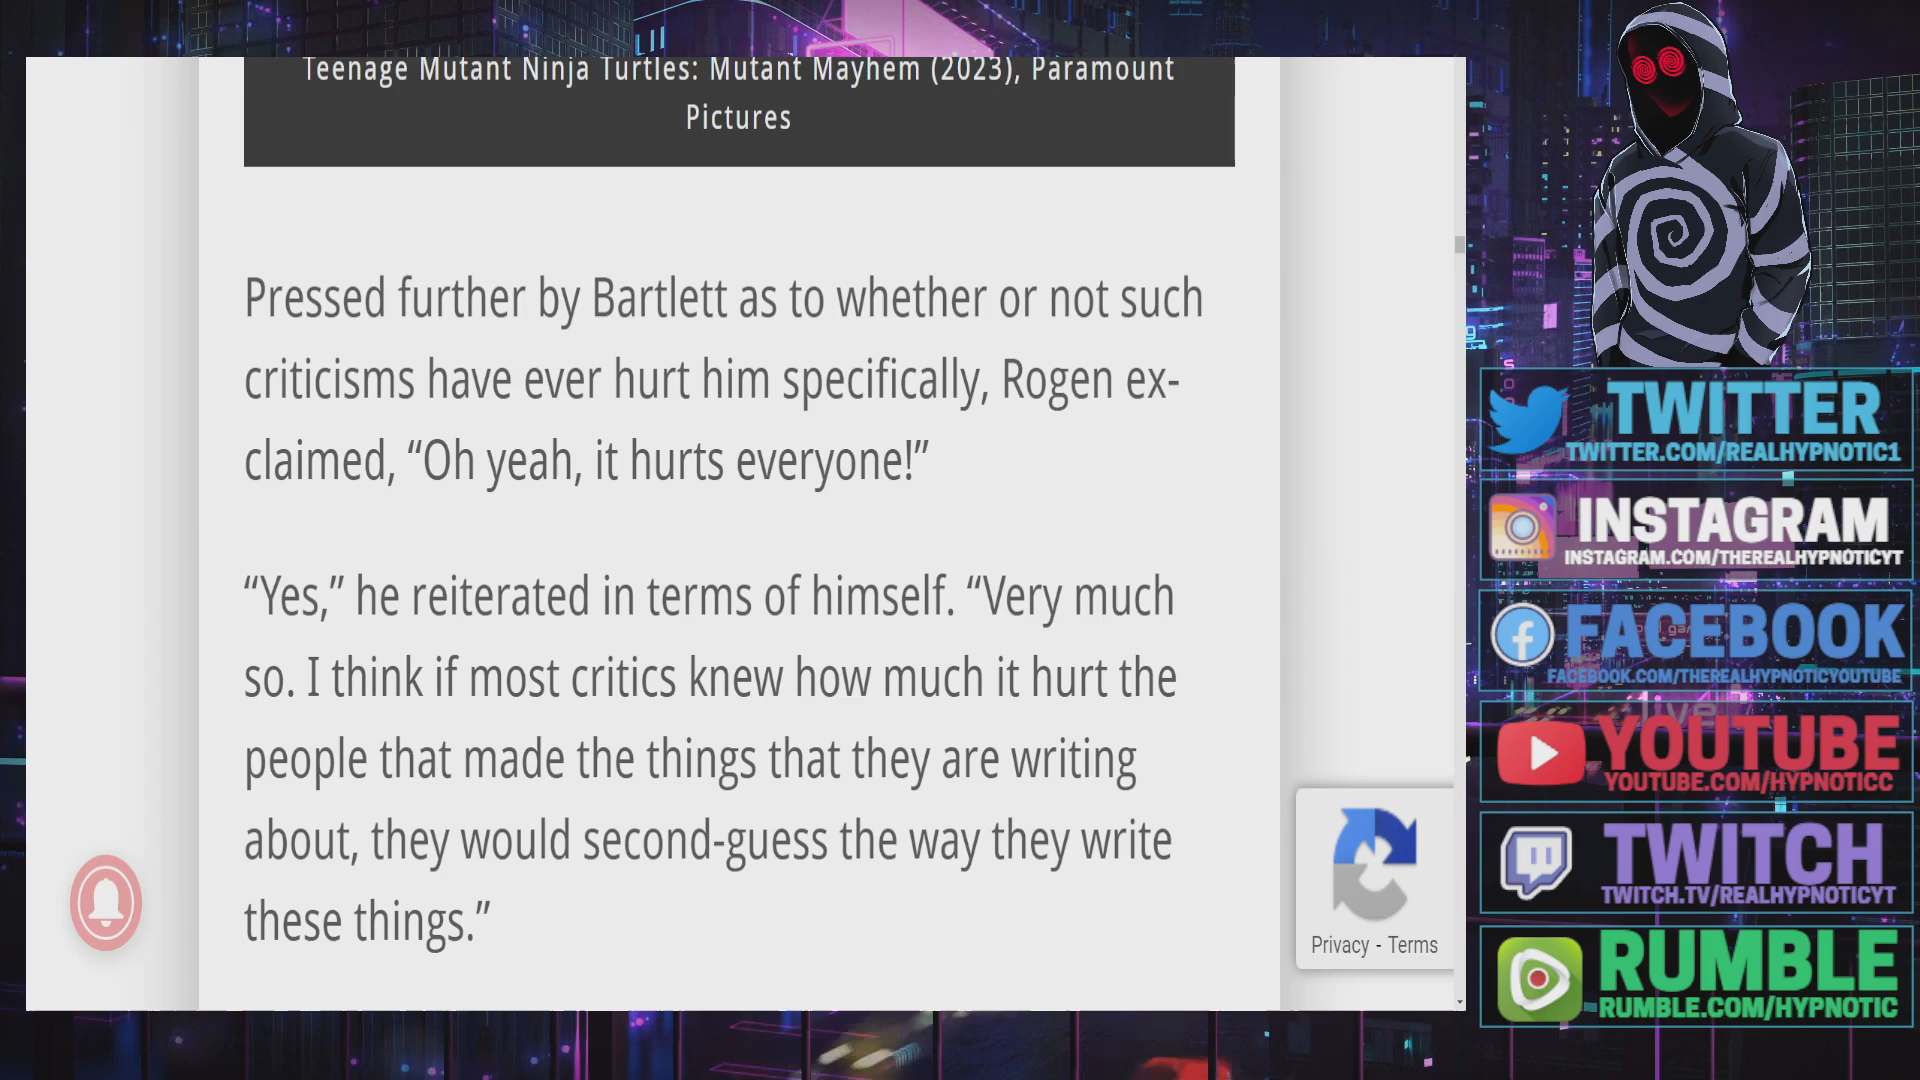 Teenage Mutant Ninja Turtles: Mutant Mayhem (2023), Paramount
Pictures
Pressed further by Bartlett as to whether or not such
criticisms have ever hurt him specifically, Rogen ex-
claimed, “Oh yeah, it hurts everyone!”
“Yes,” he reiterated in terms of himself. “Very much
so. I think if most critics knew how much it hurt the
people that made the things that they are writing
about, they would second-guess the way they write
these things.”
Privacy - Terms
TWITTER
TWITTER.COM/REALHYPNOTIC1
INSTAGRAM
INSTAGRAM.COM/THEREALHYPNOTICYT
FACEBOOK
FACEBOOK.COM/THEREALHYPNOTICYOUTUBE
live
YOUTUBE
YOUTUBE.COM/HYPNOTICC
TWITCH
TWITCH.TV/REALHYPNOTICYT
RUMBLE
RUMBLE.COM/HYPNOTIC